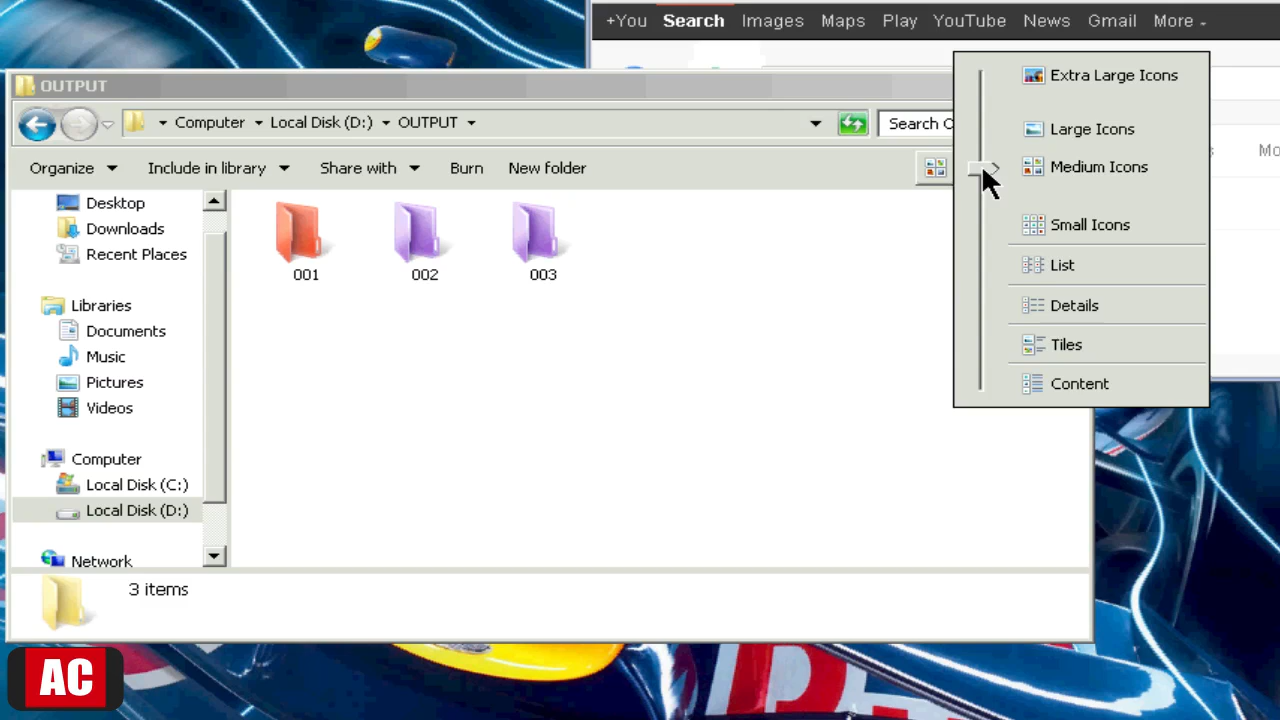 +You Search Images Maps Play YouTube News Gmail More
OUTPUT
Computer Local Disk (D:) OUTPUT
Search
Organize Include in library Share with Burn New folder
Extra Large Icons
Large Icons
Medium Icons
Small Icons
List
Details
Tiles
Content
Desktop
Downloads
Recent Places
Libraries
Documents
Music
Pictures
Videos
Computer
Local Disk (C:)
Local Disk (D:)
Network
001 002 003
3 items
AC